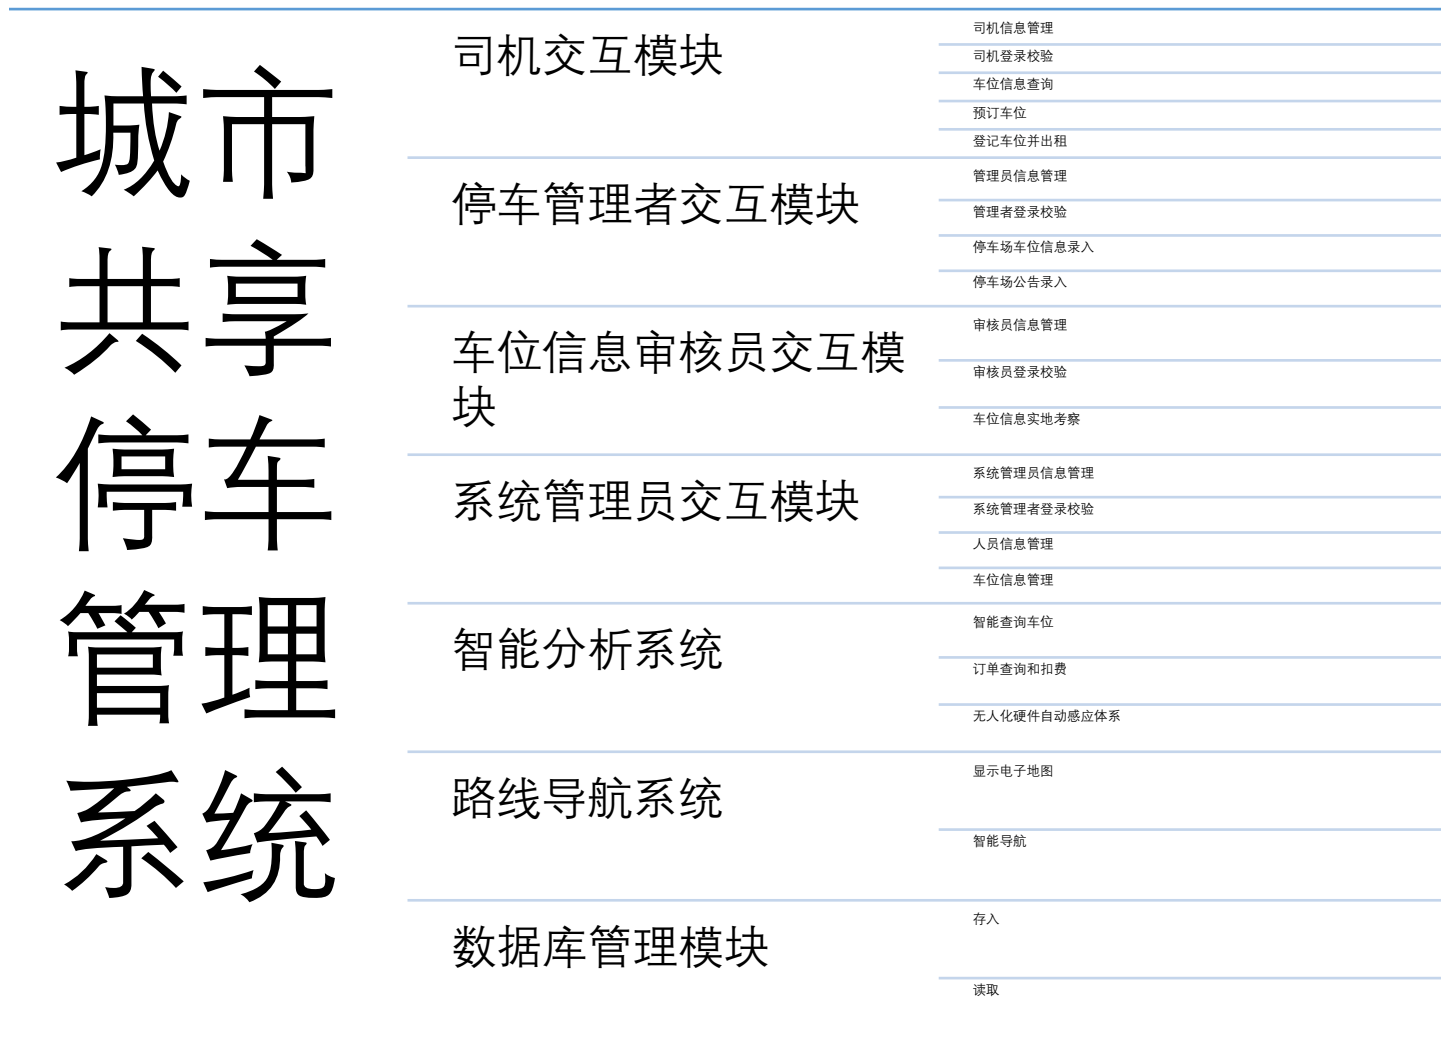 城市
共享
停车
管理
系统
司机交互模块
司机信息管理
司机登录校验
车位信息查询
预订车位
登记车位并出租
停车管理者交互模块
管理员信息管理
管理者登录校验
停车场车位信息录入
停车场公告录入
车位信息审核员交互模
块
审核员信息管理
审核员登录校验
车位信息实地考察
系统管理员交互模块
系统管理员信息管理
系统管理者登录校验
人员信息管理
车位信息管理
智能分析系统
智能查询车位
订单查询和扣费
无人化硬件自动感应体系
路线导航系统
显示电子地图
智能导航
数据库管理模块
存入
读取